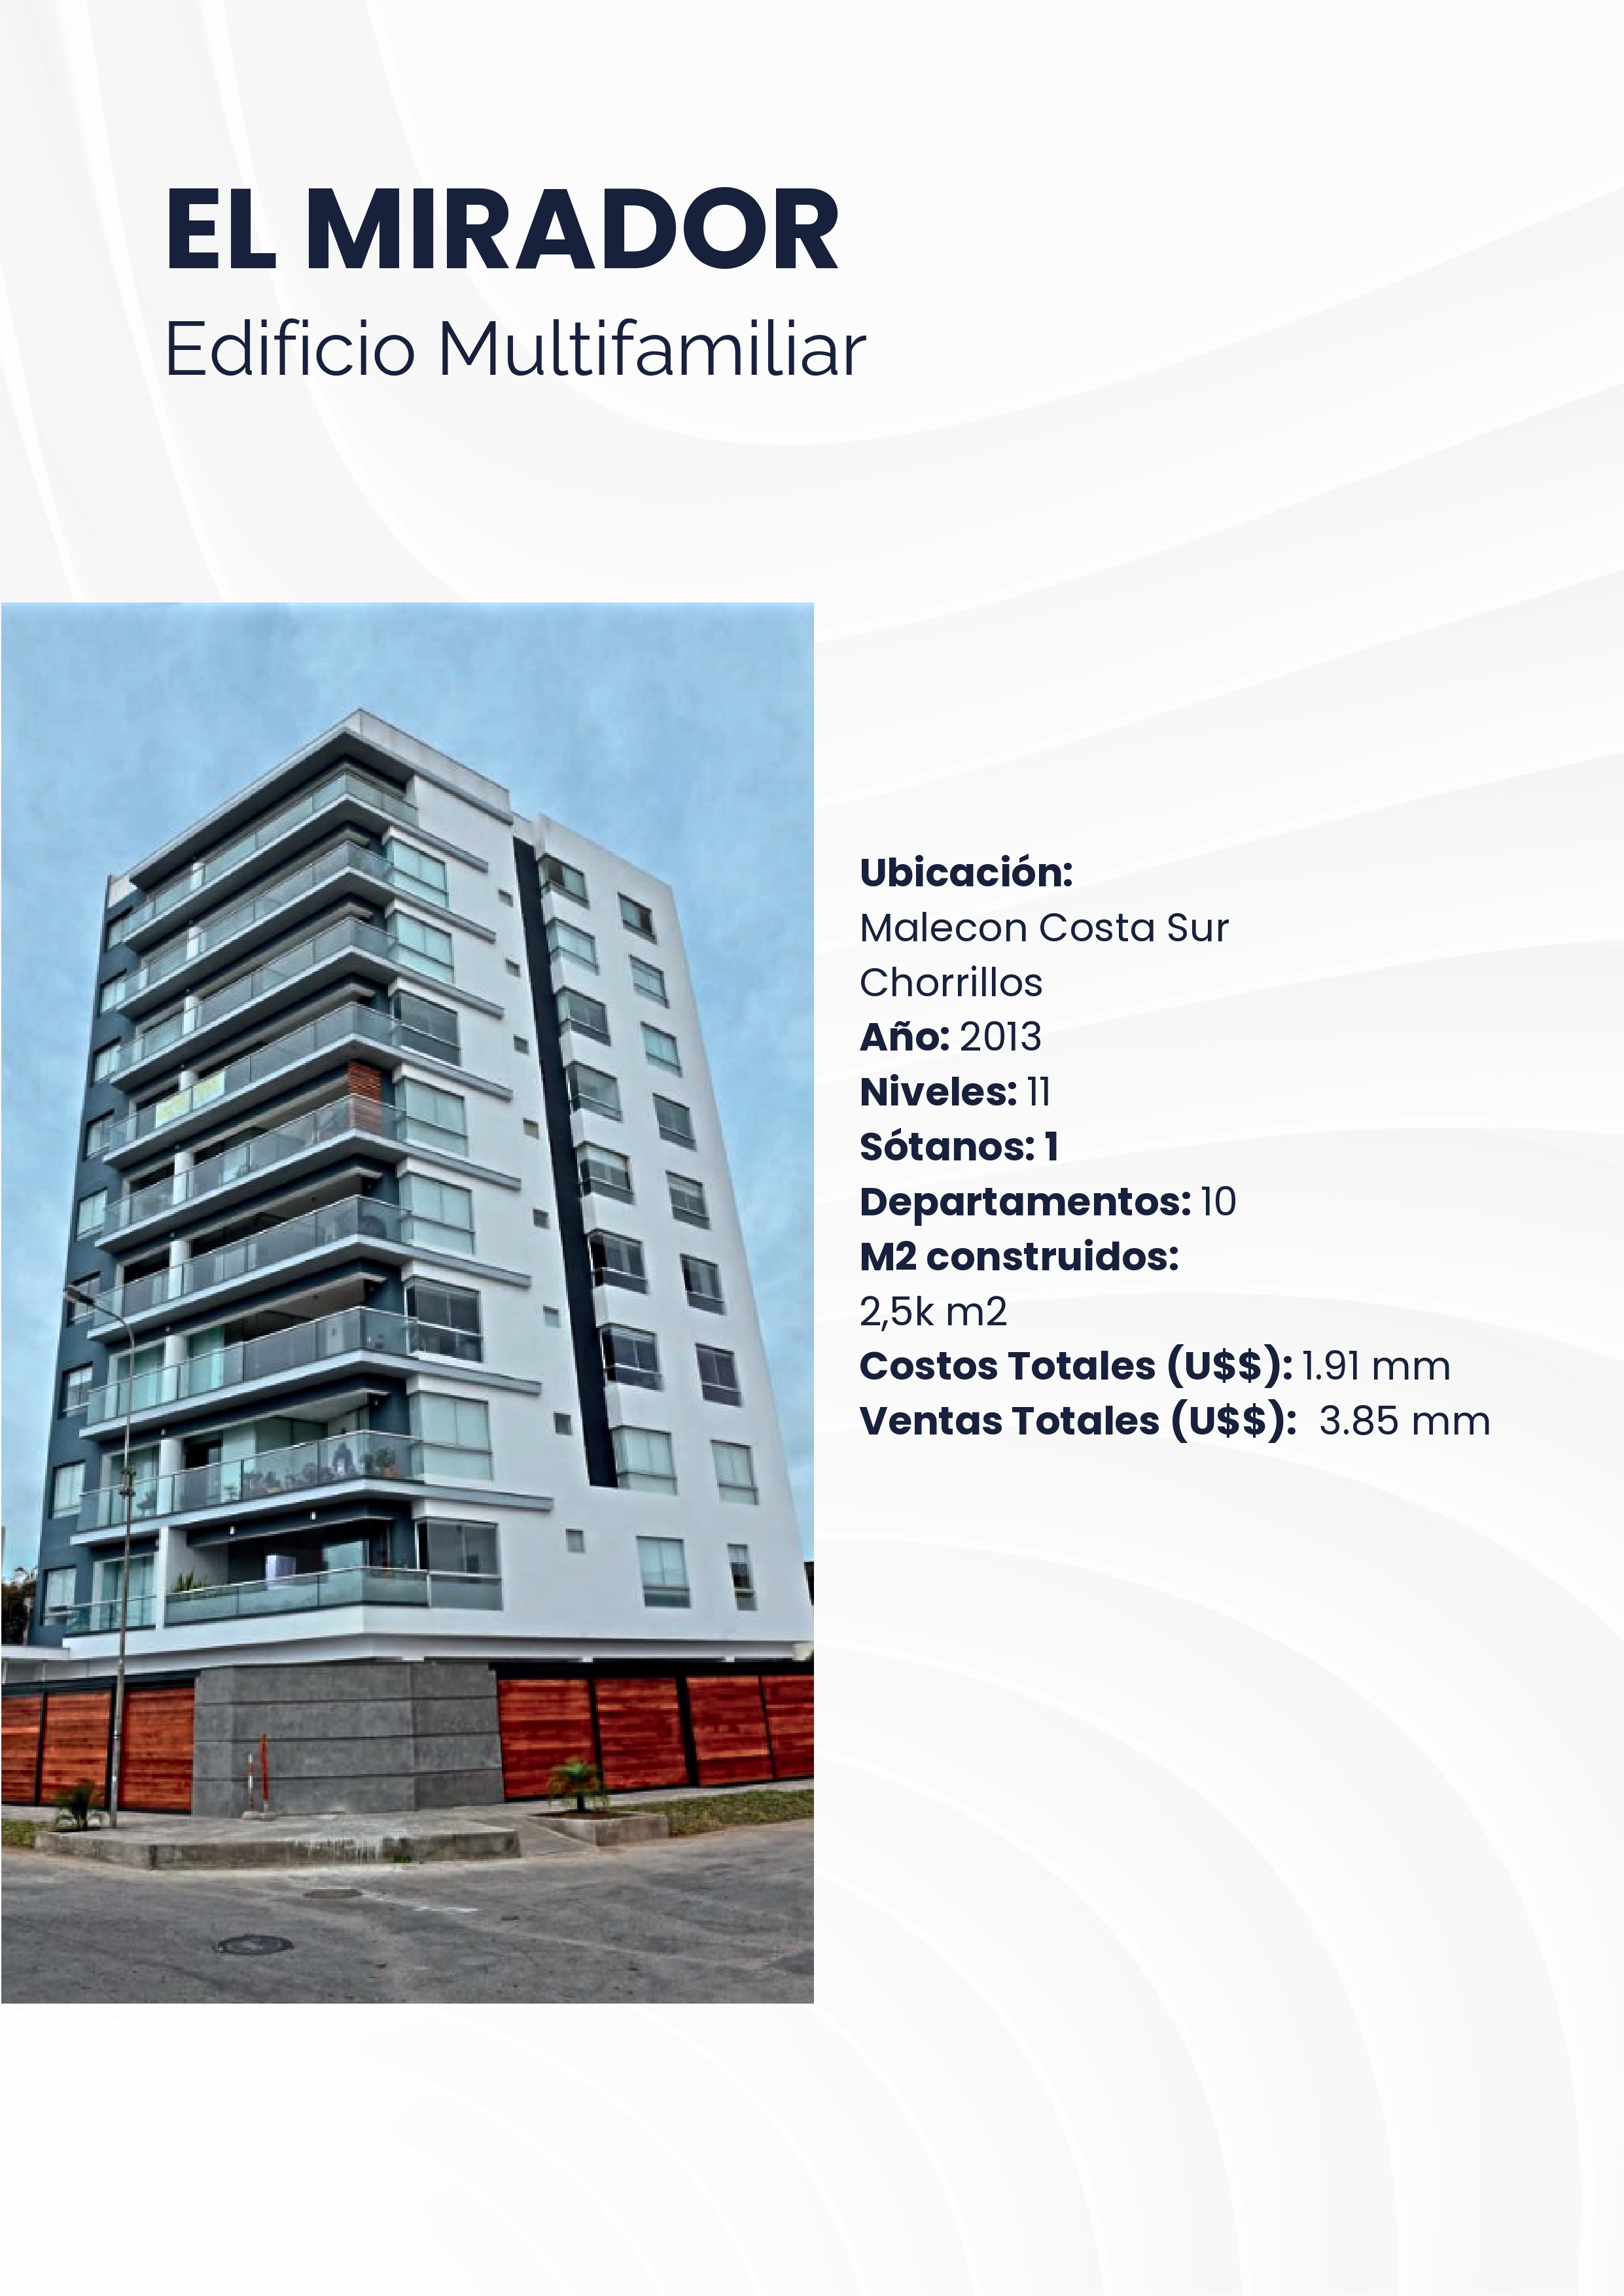 EL MIRADOR
Edificio Multifamiliar
Ubicación:
Malecon Costa Sur
Chorrillos
Año: 2013
Niveles: 11
Sótanos: 1
Departamentos: 10
M2 construidos:
2,5k m2
Costos Totales (U$$): 1.91 mm
Ventas Totales (U$$): 3.85 mm